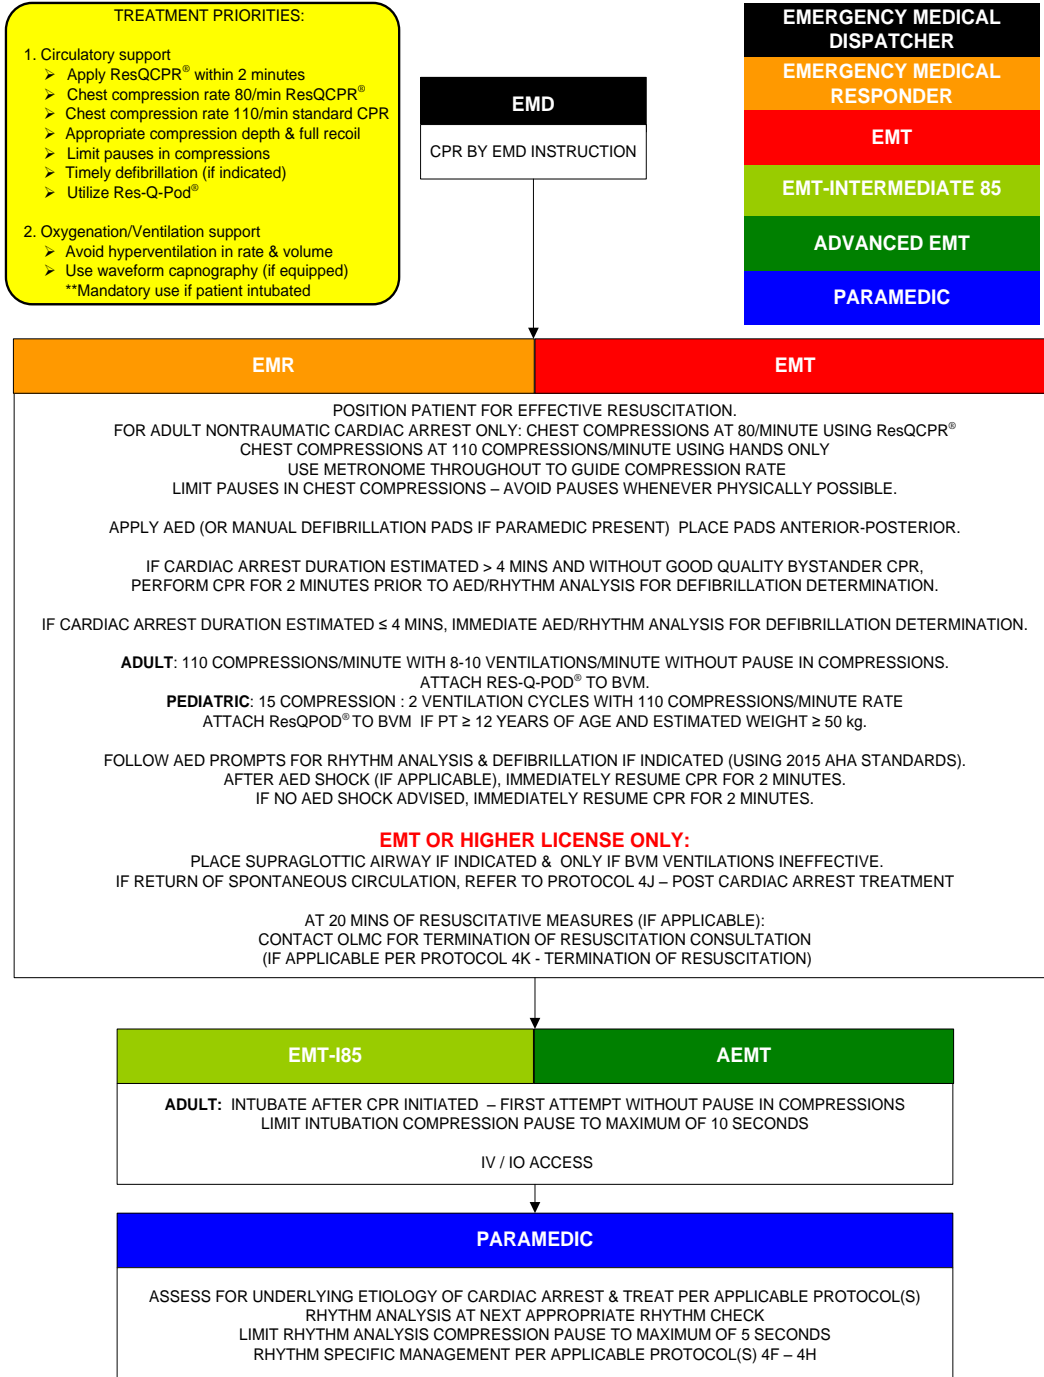 TREATMENT PRIORITIES:
1. Circulatory support
➢ Apply ResQCPR® within 2 minutes
➢ Chest compression rate 80/min ResQCPR®
➢ Chest compression rate 110/min standard CPR
➢ Appropriate compression depth & full recoil
➢ Limit pauses in compressions
➢ Timely defibrillation (if indicated)
➢ Utilize Res-Q-Pod®
2. Oxygenation/Ventilation support
➢ Avoid hyperventilation in rate & volume
➢ Use waveform capnography (if equipped)
**Mandatory use if patient intubated
EMD
CPR BY EMD INSTRUCTION
EMERGENCY MEDICAL
DISPATCHER
EMERGENCY MEDICAL
RESPONDER
EMT
EMT-INTERMEDIATE 85
ADVANCED EMT
PARAMEDIC
EMR
EMT
POSITION PATIENT FOR EFFECTIVE RESUSCITATION.
FOR ADULT NONTRAUMATIC CARDIAC ARREST ONLY: CHEST COMPRESSIONS AT 80/MINUTE USING ResQCPR®
CHEST COMPRESSIONS AT 110 COMPRESSIONS/MINUTE USING HANDS ONLY
USE METRONOME THROUGHOUT TO GUIDE COMPRESSION RATE
LIMIT PAUSES IN CHEST COMPRESSIONS – AVOID PAUSES WHENEVER PHYSICALLY POSSIBLE.
APPLY AED (OR MANUAL DEFIBRILLATION PADS IF PARAMEDIC PRESENT) PLACE PADS ANTERIOR-POSTERIOR.
IF CARDIAC ARREST DURATION ESTIMATED > 4 MINS AND WITHOUT GOOD QUALITY BYSTANDER CPR,
PERFORM CPR FOR 2 MINUTES PRIOR TO AED/RHYTHM ANALYSIS FOR DEFIBRILLATION DETERMINATION.
IF CARDIAC ARREST DURATION ESTIMATED ≤ 4 MINS, IMMEDIATE AED/RHYTHM ANALYSIS FOR DEFIBRILLATION DETERMINATION.
ADULT: 110 COMPRESSIONS/MINUTE WITH 8-10 VENTILATIONS/MINUTE WITHOUT PAUSE IN COMPRESSIONS.
ATTACH RES-Q-POD® TO BVM.
PEDIATRIC: 15 COMPRESSION : 2 VENTILATION CYCLES WITH 110 COMPRESSIONS/MINUTE RATE
ATTACH ResQPOD® TO BVM IF PT ≥ 12 YEARS OF AGE AND ESTIMATED WEIGHT ≥ 50 kg.
FOLLOW AED PROMPTS FOR RHYTHM ANALYSIS & DEFIBRILLATION IF INDICATED (USING 2015 AHA STANDARDS).
AFTER AED SHOCK (IF APPLICABLE), IMMEDIATELY RESUME CPR FOR 2 MINUTES.
IF NO AED SHOCK ADVISED, IMMEDIATELY RESUME CPR FOR 2 MINUTES.
EMT OR HIGHER LICENSE ONLY:
PLACE SUPRAGLOTTIC AIRWAY IF INDICATED & ONLY IF BVM VENTILATIONS INEFFECTIVE.
IF RETURN OF SPONTANEOUS CIRCULATION, REFER TO PROTOCOL 4J – POST CARDIAC ARREST TREATMENT
AT 20 MINS OF RESUSCITATIVE MEASURES (IF APPLICABLE):
CONTACT OLMC FOR TERMINATION OF RESUSCITATION CONSULTATION
(IF APPLICABLE PER PROTOCOL 4K - TERMINATION OF RESUSCITATION)
EMT-I85
AEMT
ADULT: INTUBATE AFTER CPR INITIATED – FIRST ATTEMPT WITHOUT PAUSE IN COMPRESSIONS
LIMIT INTUBATION COMPRESSION PAUSE TO MAXIMUM OF 10 SECONDS
IV / IO ACCESS
PARAMEDIC
ASSESS FOR UNDERLYING ETIOLOGY OF CARDIAC ARREST & TREAT PER APPLICABLE PROTOCOL(S)
RHYTHM ANALYSIS AT NEXT APPROPRIATE RHYTHM CHECK
LIMIT RHYTHM ANALYSIS COMPRESSION PAUSE TO MAXIMUM OF 5 SECONDS
RHYTHM SPECIFIC MANAGEMENT PER APPLICABLE PROTOCOL(S) 4F – 4H